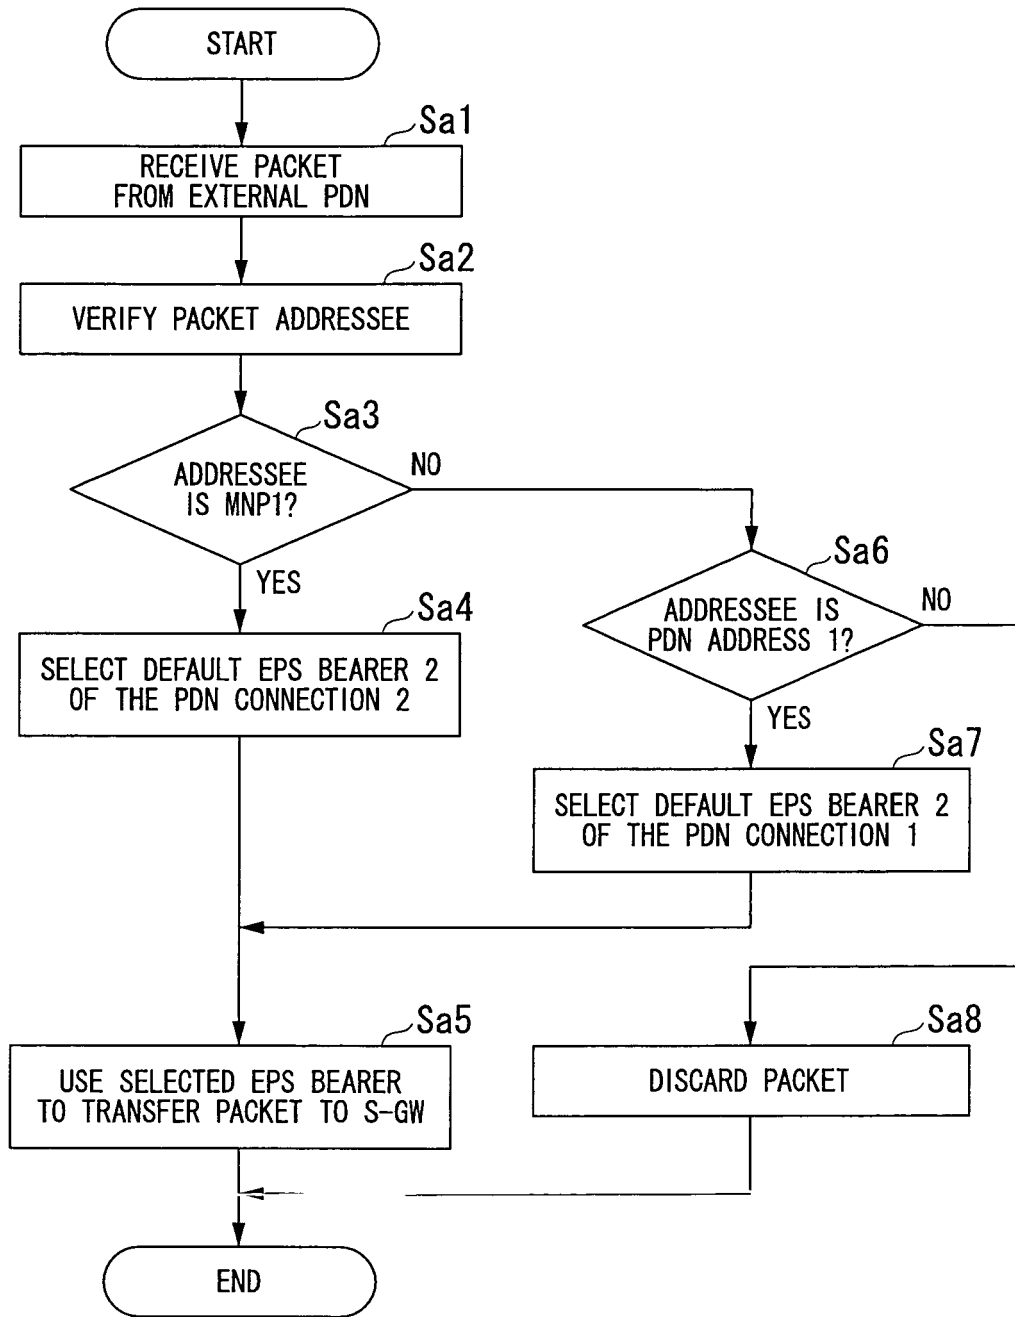 START
Sa1
RECEIVE PACKET
FROM EXTERNAL PDN
Sa2
VERIFY PACKET ADDRESSEE
Sa3
ADDRESSEE
IS MNP1?
NO
YES
Sa4
SELECT DEFAULT EPS BEARER 2
OF THE PDN CONNECTION 2
Sa6
ADDRESSEE IS
PDN ADDRESS 1?
NO
YES
Sa7
SELECT DEFAULT EPS BEARER 2
OF THE PDN CONNECTION 1
Sa5
USE SELECTED EPS BEARER
TO TRANSFER PACKET TO S-GW
Sa8
DISCARD PACKET
END